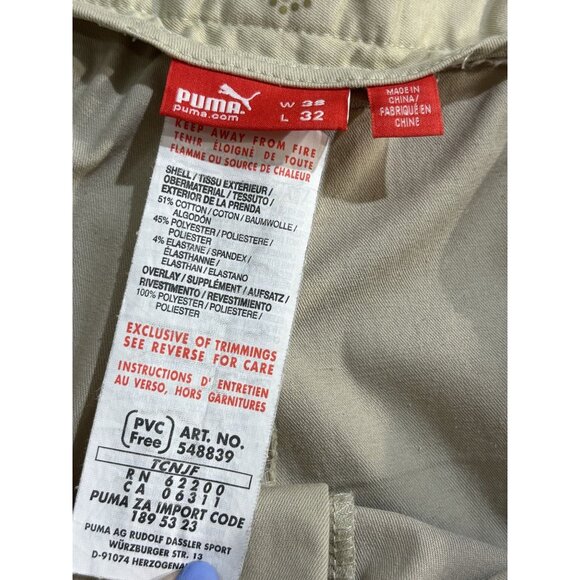 PUMA
puma.com
W 38
L 32
MADE IN
CHINA/
FABRIQUÉ EN
CHINE
KEEP AWAY FROM FIRE
TENIR ÉLOIGNÉ DE TOUTE
FLAMME OU SOURCE DE CHALEUR
SHELL / TISSU EXTÉRIEUR /
OBERMATERIAL / TESSUTO /
EXTERIOR DE LA PRENDA
51% COTTON / COTON / BAUMWOLLE /
ALGODÓN
45% POLYESTER / POLIESTERE /
POLIESTER
4% ELASTANE / SPANDEX /
ÉLASTHANNE /
ELASTHAN / ELASTANO
OVERLAY / SUPPLÉMENT / AUFSATZ /
RIVESTIMENTO / REVESTIMIENTO
100% POLYESTER / POLIESTERE /
POLIESTER
EXCLUSIVE OF TRIMMINGS
SEE REVERSE FOR CARE
INSTRUCTIONS D' ENTRETIEN
AU VERSO, HORS GARNITURES
PVC
Free
ART. NO.
548839
TCNJF
RN 62200
CA 06311
PUMA ZA IMPORT CODE
189 53 23
PUMA AG RUDOLF DASSLER SPORT
WÜRZBURGER STR. 13
D-91074 HERZOGENA